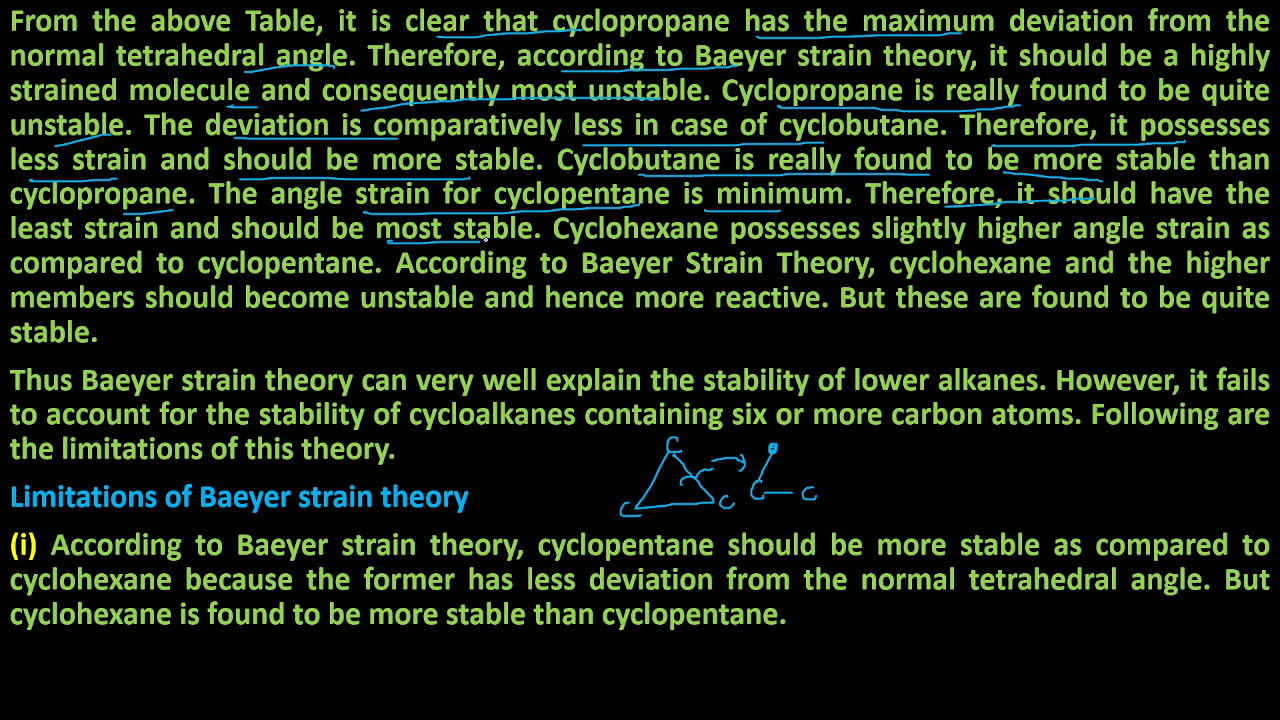 From the above Table, it is clear that cyclopropane has the maximum deviation from the
normal tetrahedral angle. Therefore, according to Baeyer strain theory, it should be a highly
strained molecule and consequently most unstable. Cyclopropane is really found to be quite
unstable. The deviation is comparatively less in case of cyclobutane. Therefore, it possesses
less strain and should be more stable. Cyclobutane is really found to be more stable than
cyclopropane. The angle strain for cyclopentane is minimum. Therefore, it should have the
least strain and should be most stable. Cyclohexane possesses slightly higher angle strain as
compared to cyclopentane. According to Baeyer Strain Theory, cyclohexane and the higher
members should become unstable and hence more reactive. But these are found to be quite
stable.
Thus Baeyer strain theory can very well explain the stability of lower alkanes. However, it fails
to account for the stability of cycloalkanes containing six or more carbon atoms. Following are
the limitations of this theory.
C
C C
C C
Limitations of Baeyer strain theory
(i) According to Baeyer strain theory, cyclopentane should be more stable as compared to
cyclohexane because the former has less deviation from the normal tetrahedral angle. But
cyclohexane is found to be more stable than cyclopentane.